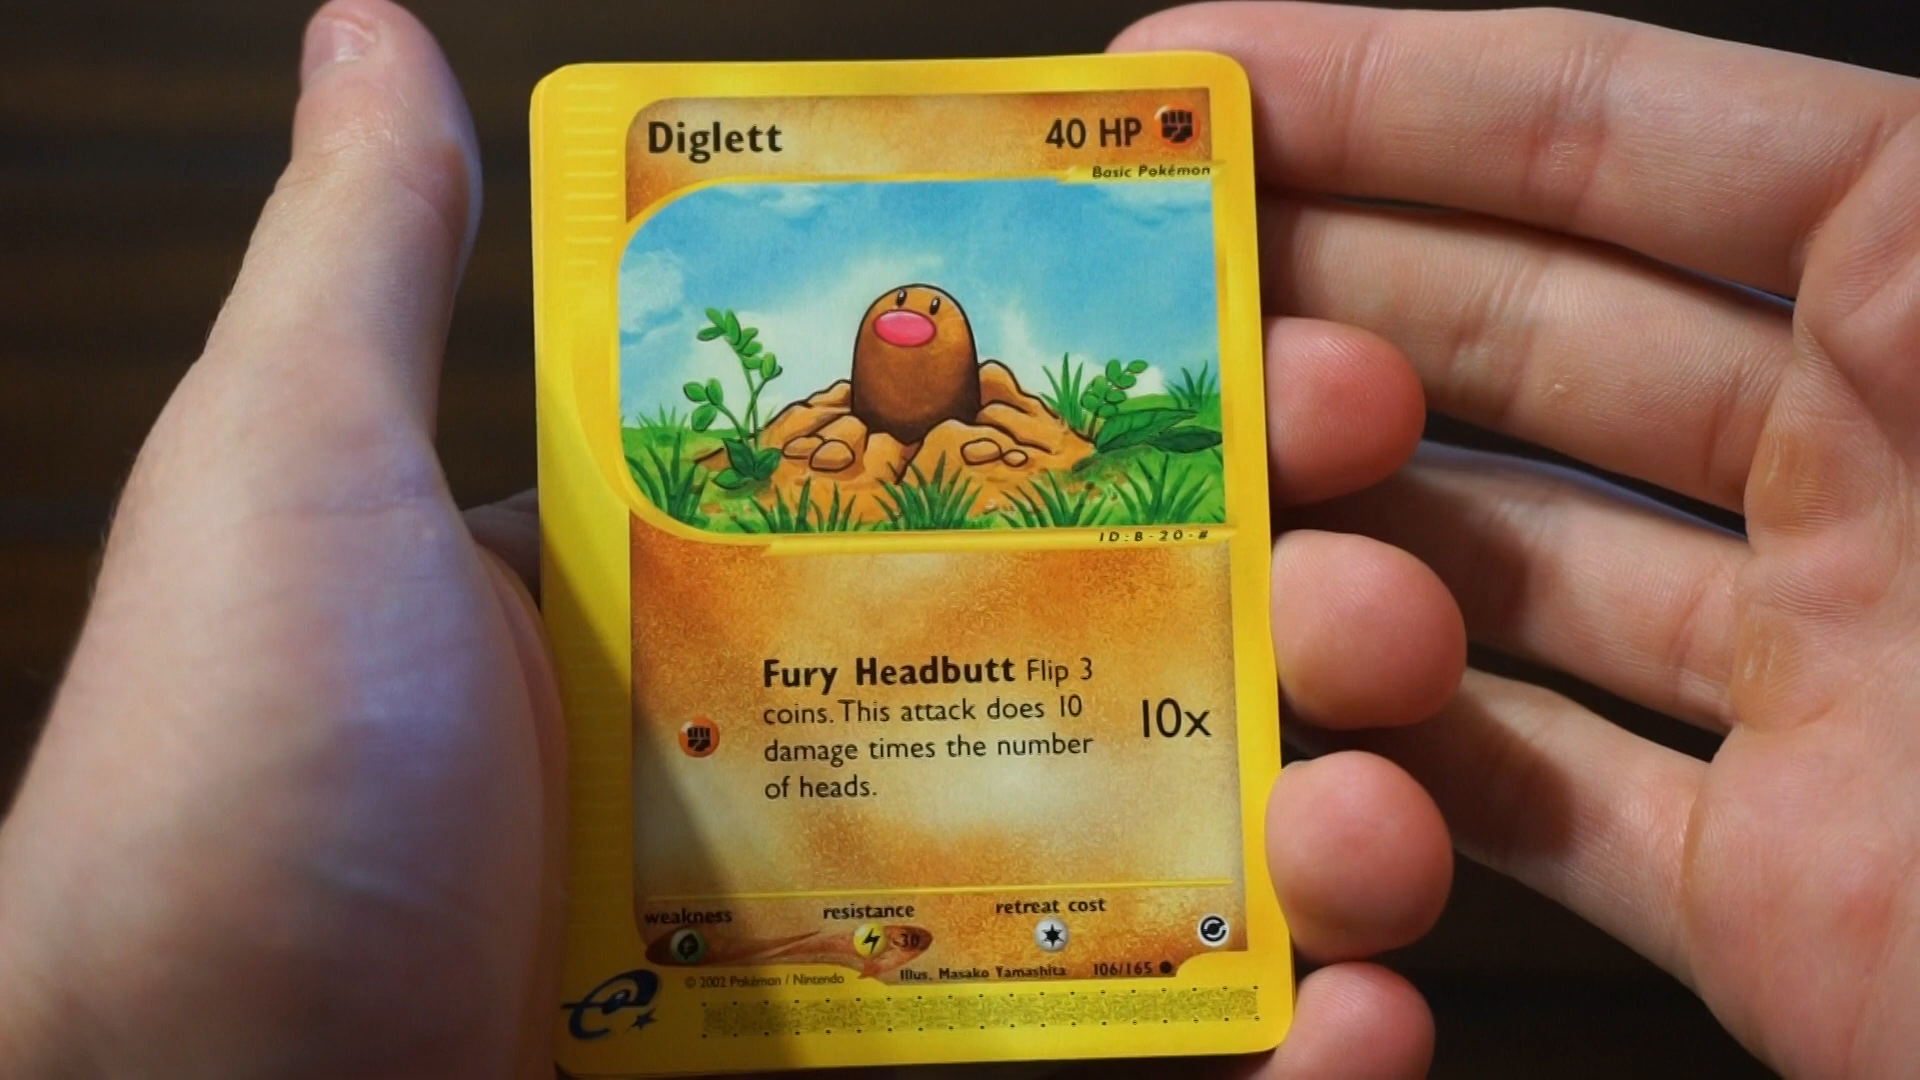 Diglett 40 HP
Basic Pokémon
ID:B-20-#
Fury Headbutt Flip 3
coins. This attack does 10
damage times the number
of heads.
10x
weakness resistance retreat cost
-30
Illus. Masako Yamashita 106/165
© 2002 Pokémon / Nintendo
e